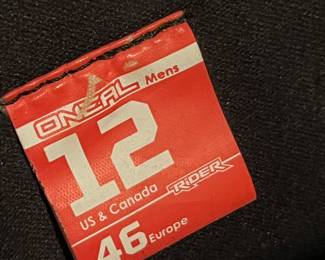 ONEAL Mens
12
US & Canada RIDER
46 Europe